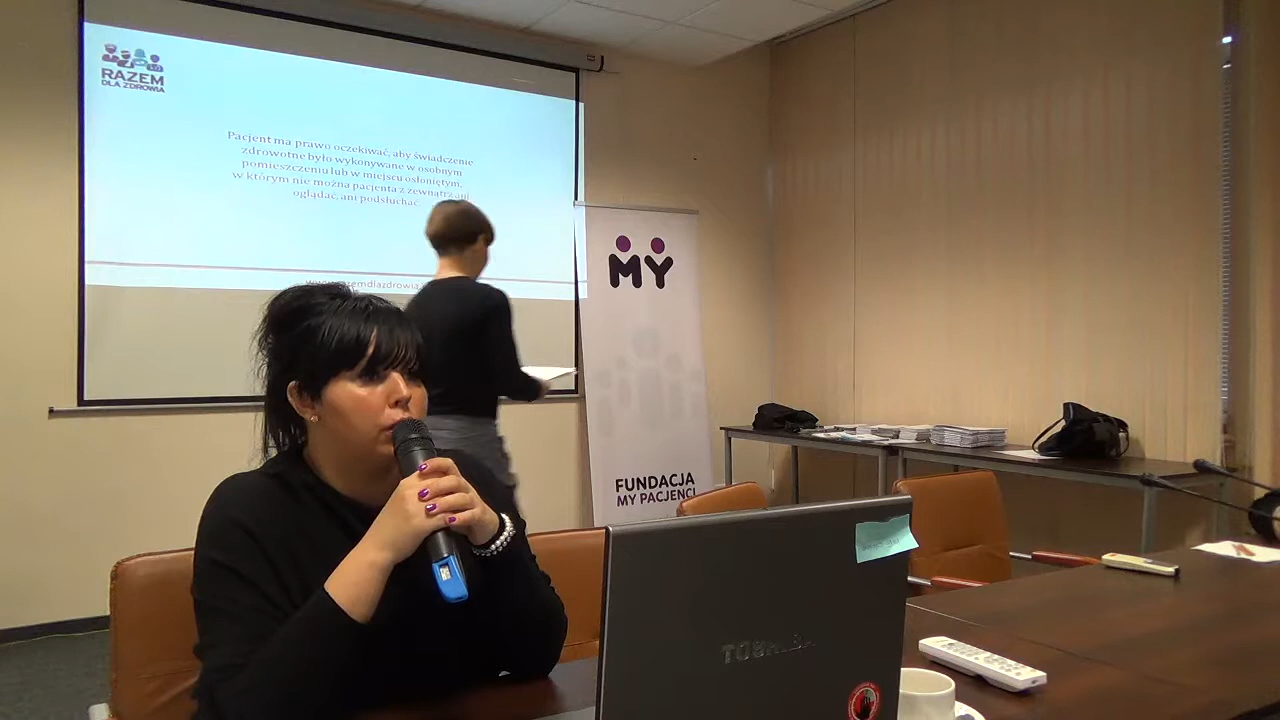 RAZEM
DLA ZDROWIA
Pacjent ma prawo oczekiwać, aby świadczenie
zdrowotne było wykonywane w osobnym
pomieszczeniu lub w miejscu osłoniętym,
w którym nie można pacjenta z zewnątrz ani
oglądać, ani podsłuchać.
MY
FUNDACJA
MY PACJENCI
TOSHIBA